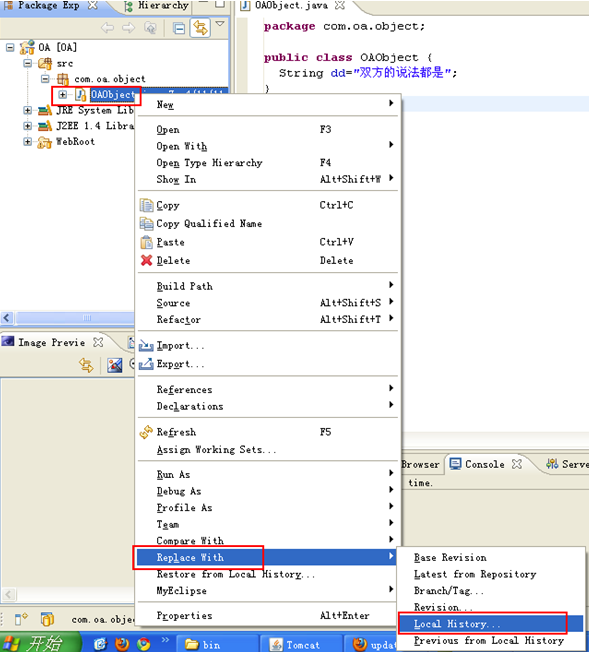 Package Exp
Hierarchy
OAObject.java
OA [OA]
src
com.oa.object
OAObject
JRE System Lib
J2EE 1.4 Libra
WebRoot
package com.oa.object;
public class OAObject {
String dd="双方的说法都是";
}
New
Open F3
Open With
Open Type Hierarchy F4
Show In Alt+Shift+W
Copy Ctrl+C
Copy Qualified Name
Paste Ctrl+V
Delete Delete
Build Path
Source Alt+Shift+S
Refactor Alt+Shift+T
Import...
Export...
References
Declarations
Refresh F5
Assign Working Sets...
Run As
Debug As
Profile As
Team
Compare With
Replace With
Restore from Local History...
MyEclipse
Properties Alt+Enter
Image Previe
Browser
Console
Serve
time.
Base Revision
Latest from Repository
Branch/Tag...
Revision...
Local History...
Previous from Local History
com.oa.objec
开始
bin
Tomcat
updat